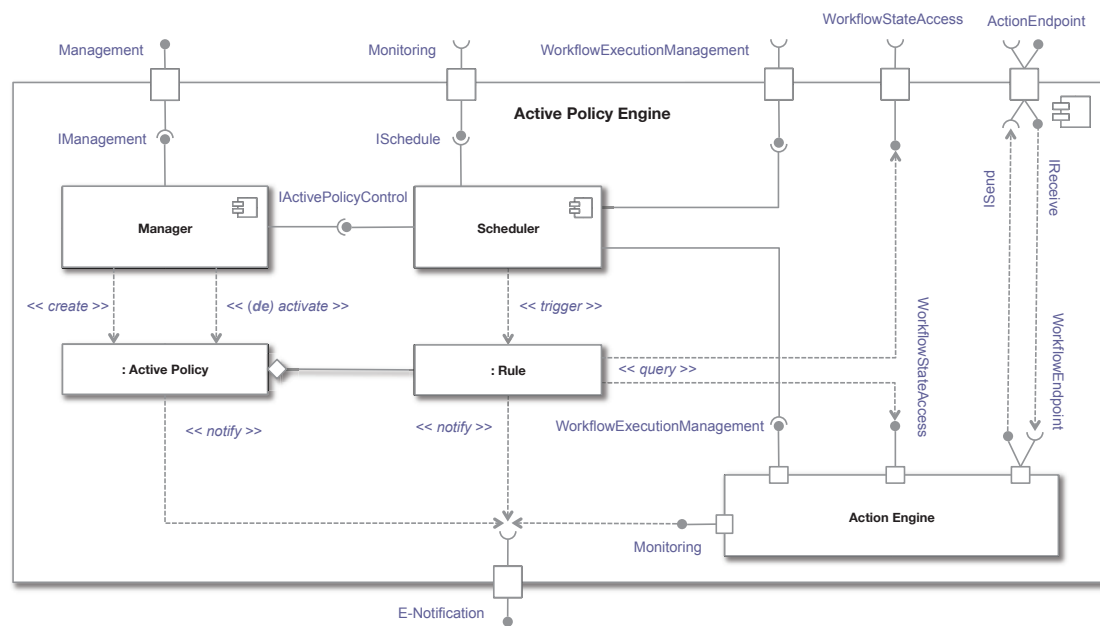 WorkflowStateAccess
ActionEndpoint
Management
Monitoring
WorkflowExecutionManagement
Active Policy Engine
IManagement
ISchedule
ISend
IReceive
IActivePolicyControl
Manager
Scheduler
<< create >>
<< (de) activate >>
<< trigger >>
WorkflowStateAccess
WorkflowEndpoint
: Active Policy
: Rule
<< query >>
<< notify >>
<< notify >>
WorkflowExecutionManagement
Action Engine
Monitoring
E-Notification